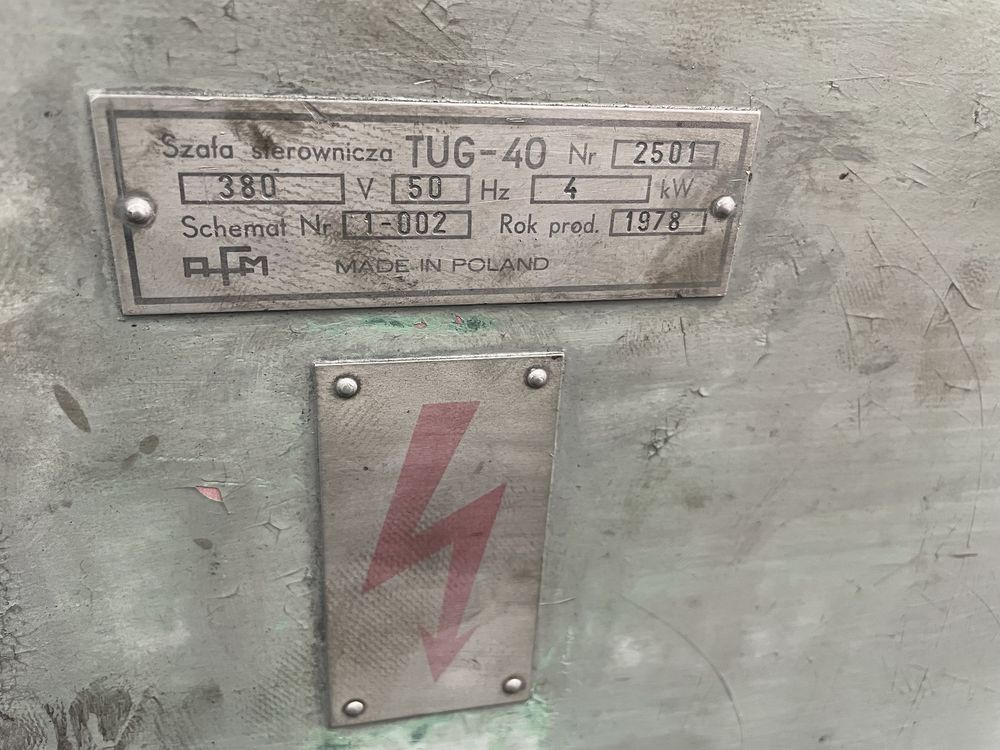 Szafa sterownicza TUG-40 Nr 2501
380 V 50 Hz 4 kW
Schemat Nr 1-002 Rok prod. 1978
AFM MADE IN POLAND